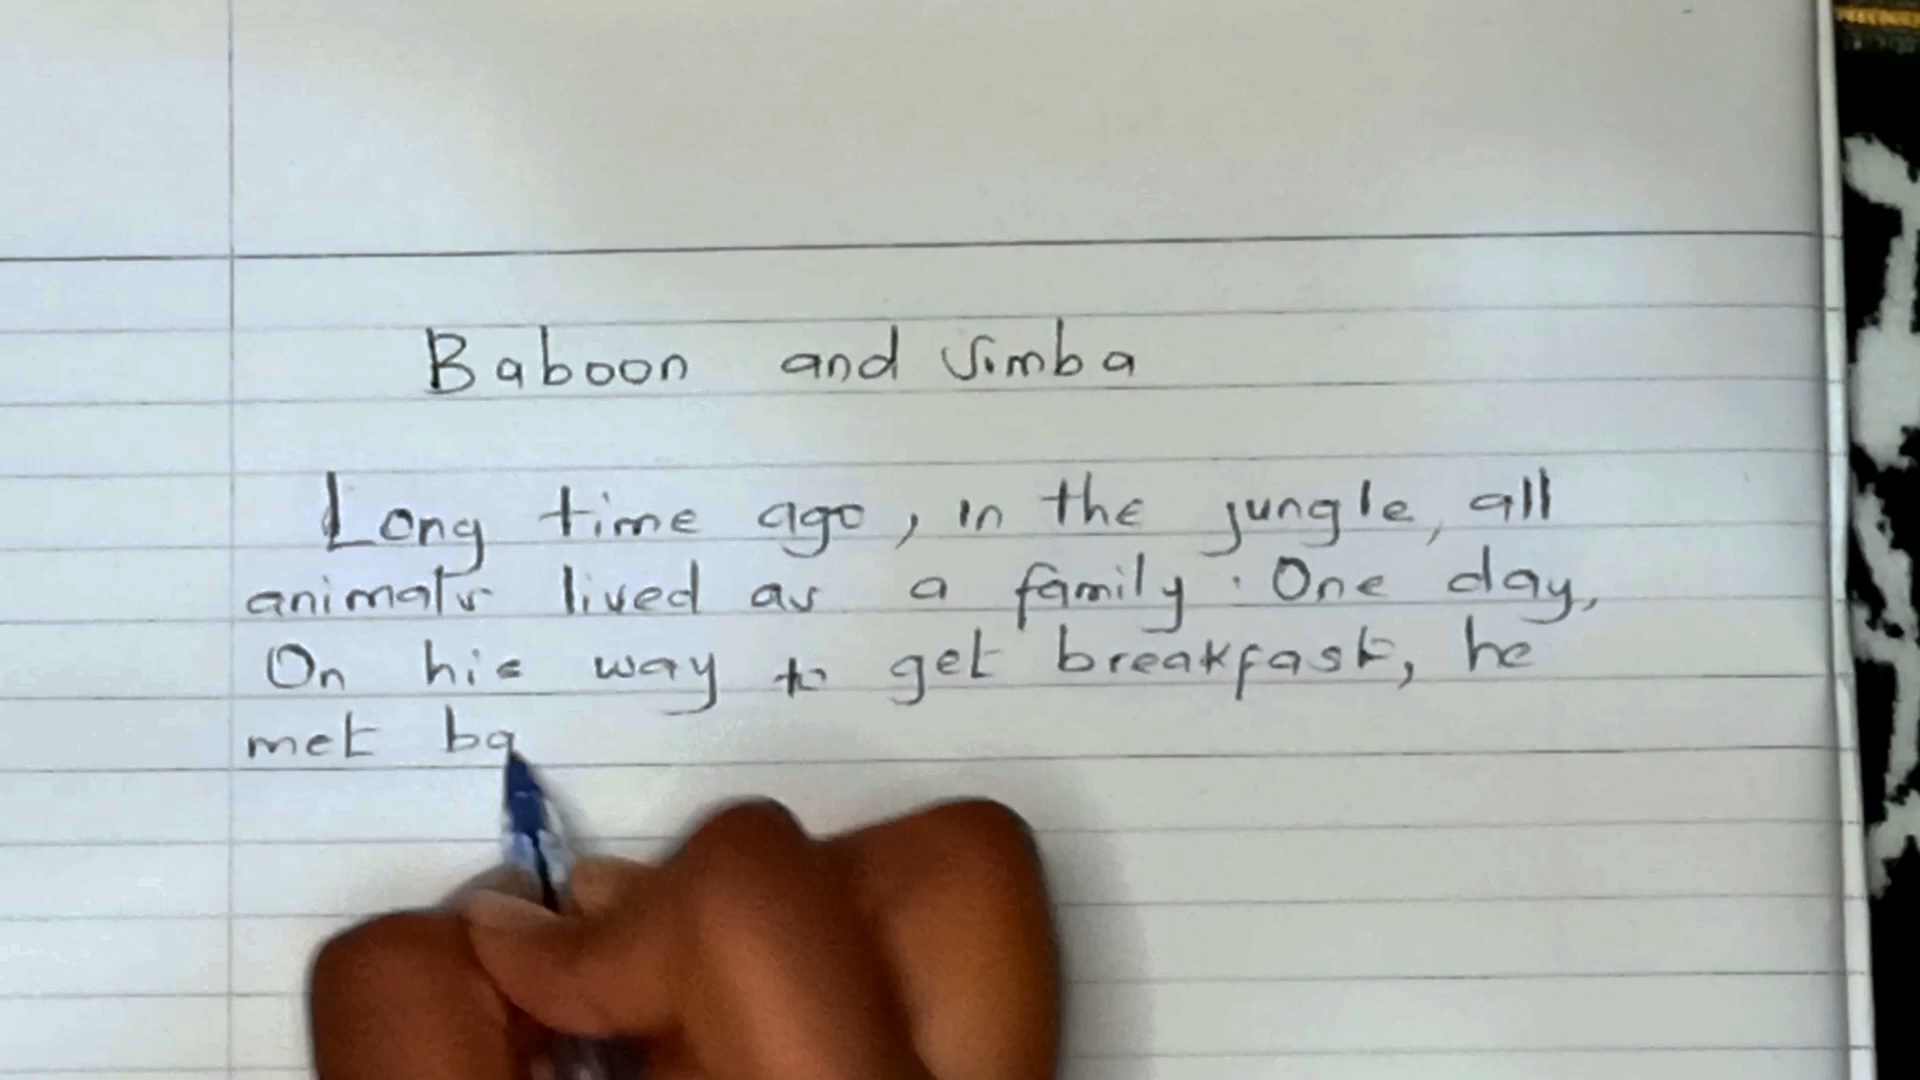 Baboon and Simba
Long time ago, in the jungle, all
animals lived as a family. One day,
On his way to get breakfast, he
met ba